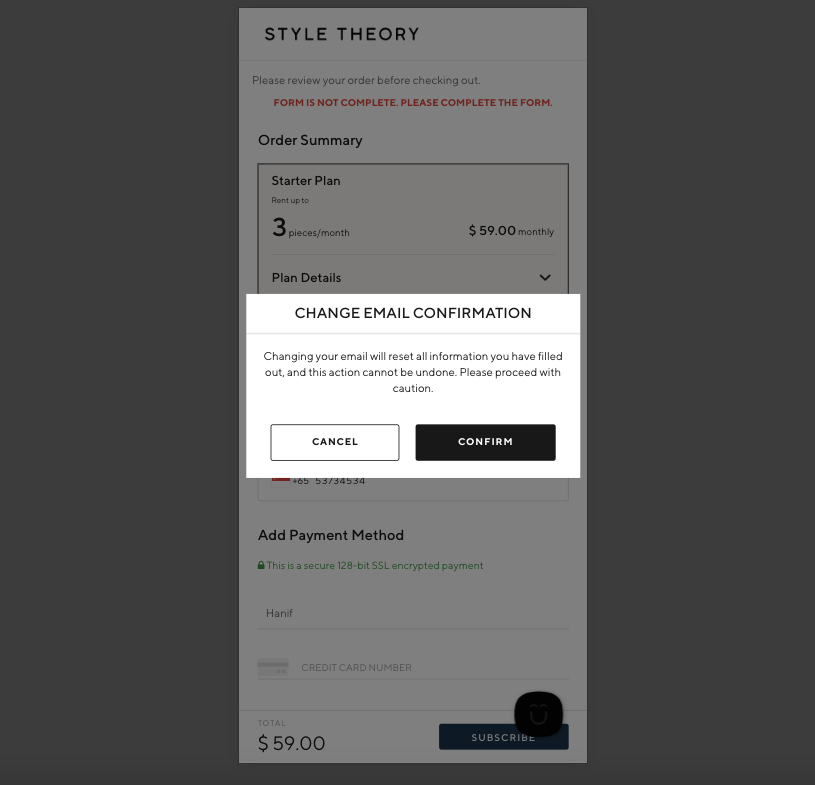 STYLE THEORY
Please review your order before checking out.
FORM IS NOT COMPLETE. PLEASE COMPLETE THE FORM.
Order Summary
Starter Plan
Rent up to
3 pieces/month
$ 59.00 monthly
Plan Details
CHANGE EMAIL CONFIRMATION
Changing your email will reset all information you have filled
out, and this action cannot be undone. Please proceed with
caution.
CANCEL
CONFIRM
+65 53734534
Add Payment Method
This is a secure 128-bit SSL encrypted payment
Hanif
CREDIT CARD NUMBER
TOTAL
$ 59.00
SUBSCRIBE